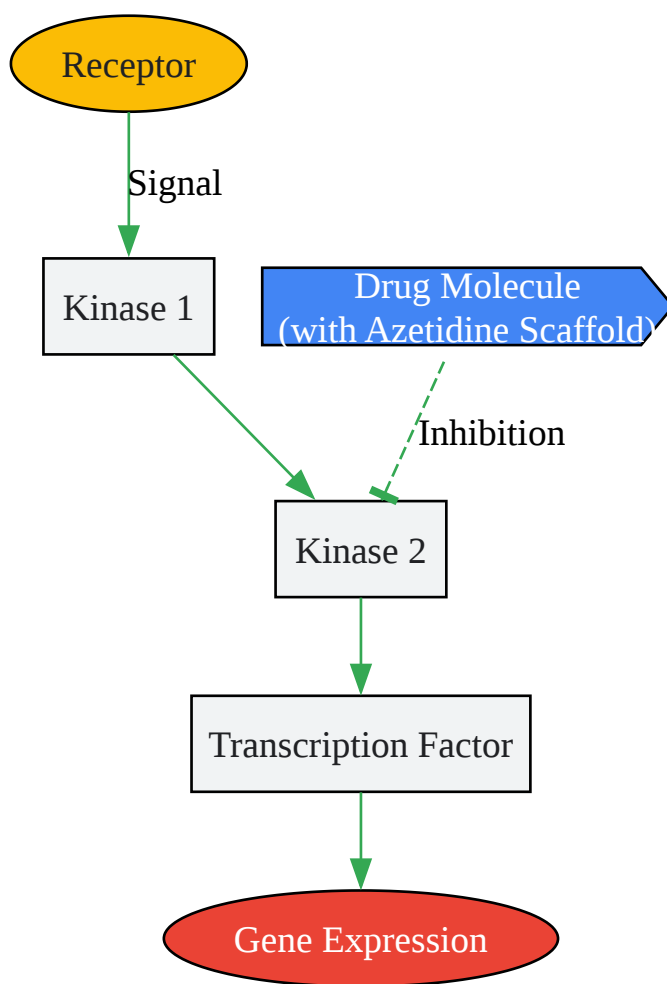 Receptor
Signal
Kinase 1
Drug Molecule
(with Azetidine Scaffold)
Inhibition
Kinase 2
Transcription Factor
Gene Expression